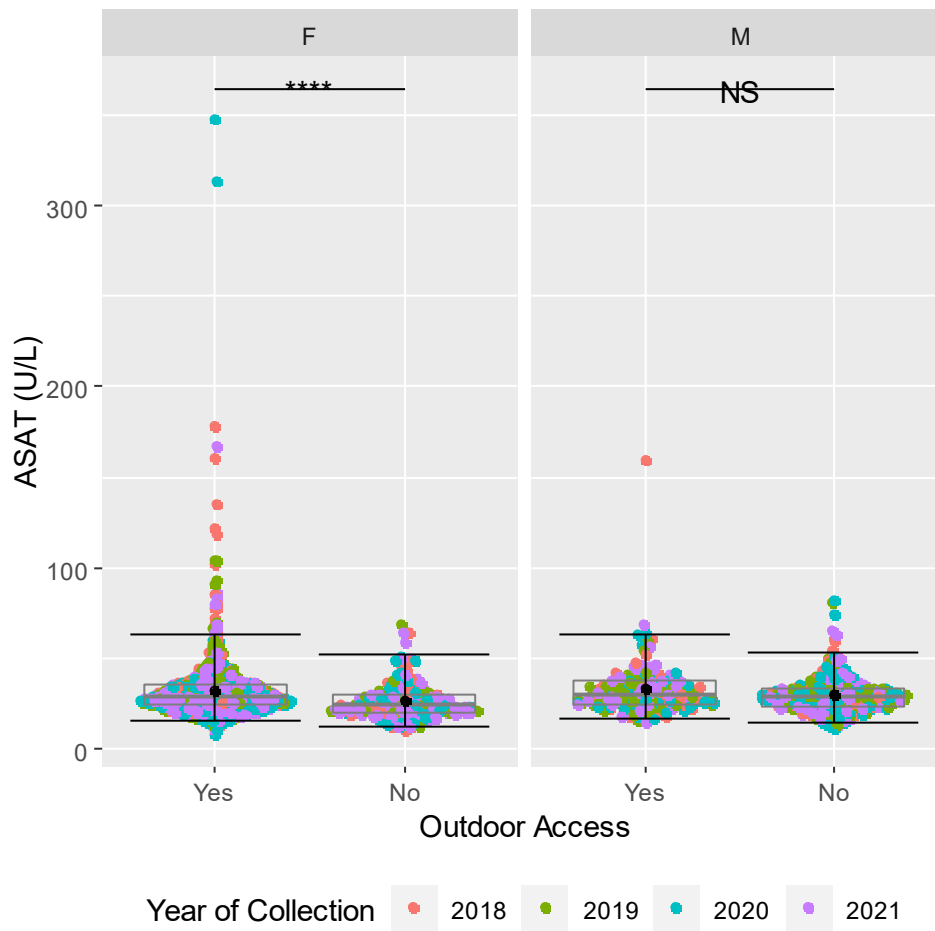 F M
**** NS
300
200
100
0
ASAT (U/L)
Yes No Yes No
Outdoor Access
Year of Collection 2018 2019 2020 2021